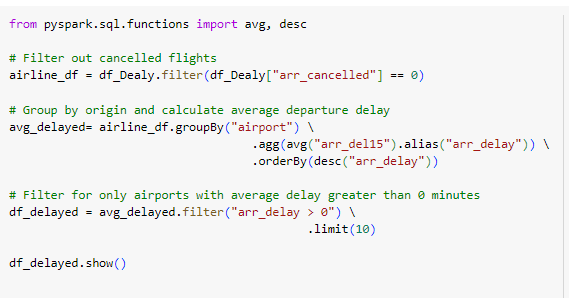 from pyspark.sql.functions import avg, desc
# Filter out cancelled flights
airline_df = df_Dealy.filter(df_Dealy["arr_cancelled"] == 0)
# Group by origin and calculate average departure delay
avg_delayed= airline_df.groupBy("airport") \
.agg(avg("arr_del15").alias("arr_delay")) \
.orderBy(desc("arr_delay"))
# Filter for only airports with average delay greater than 0 minutes
df_delayed = avg_delayed.filter("arr_delay > 0") \
.limit(10)
df_delayed.show()